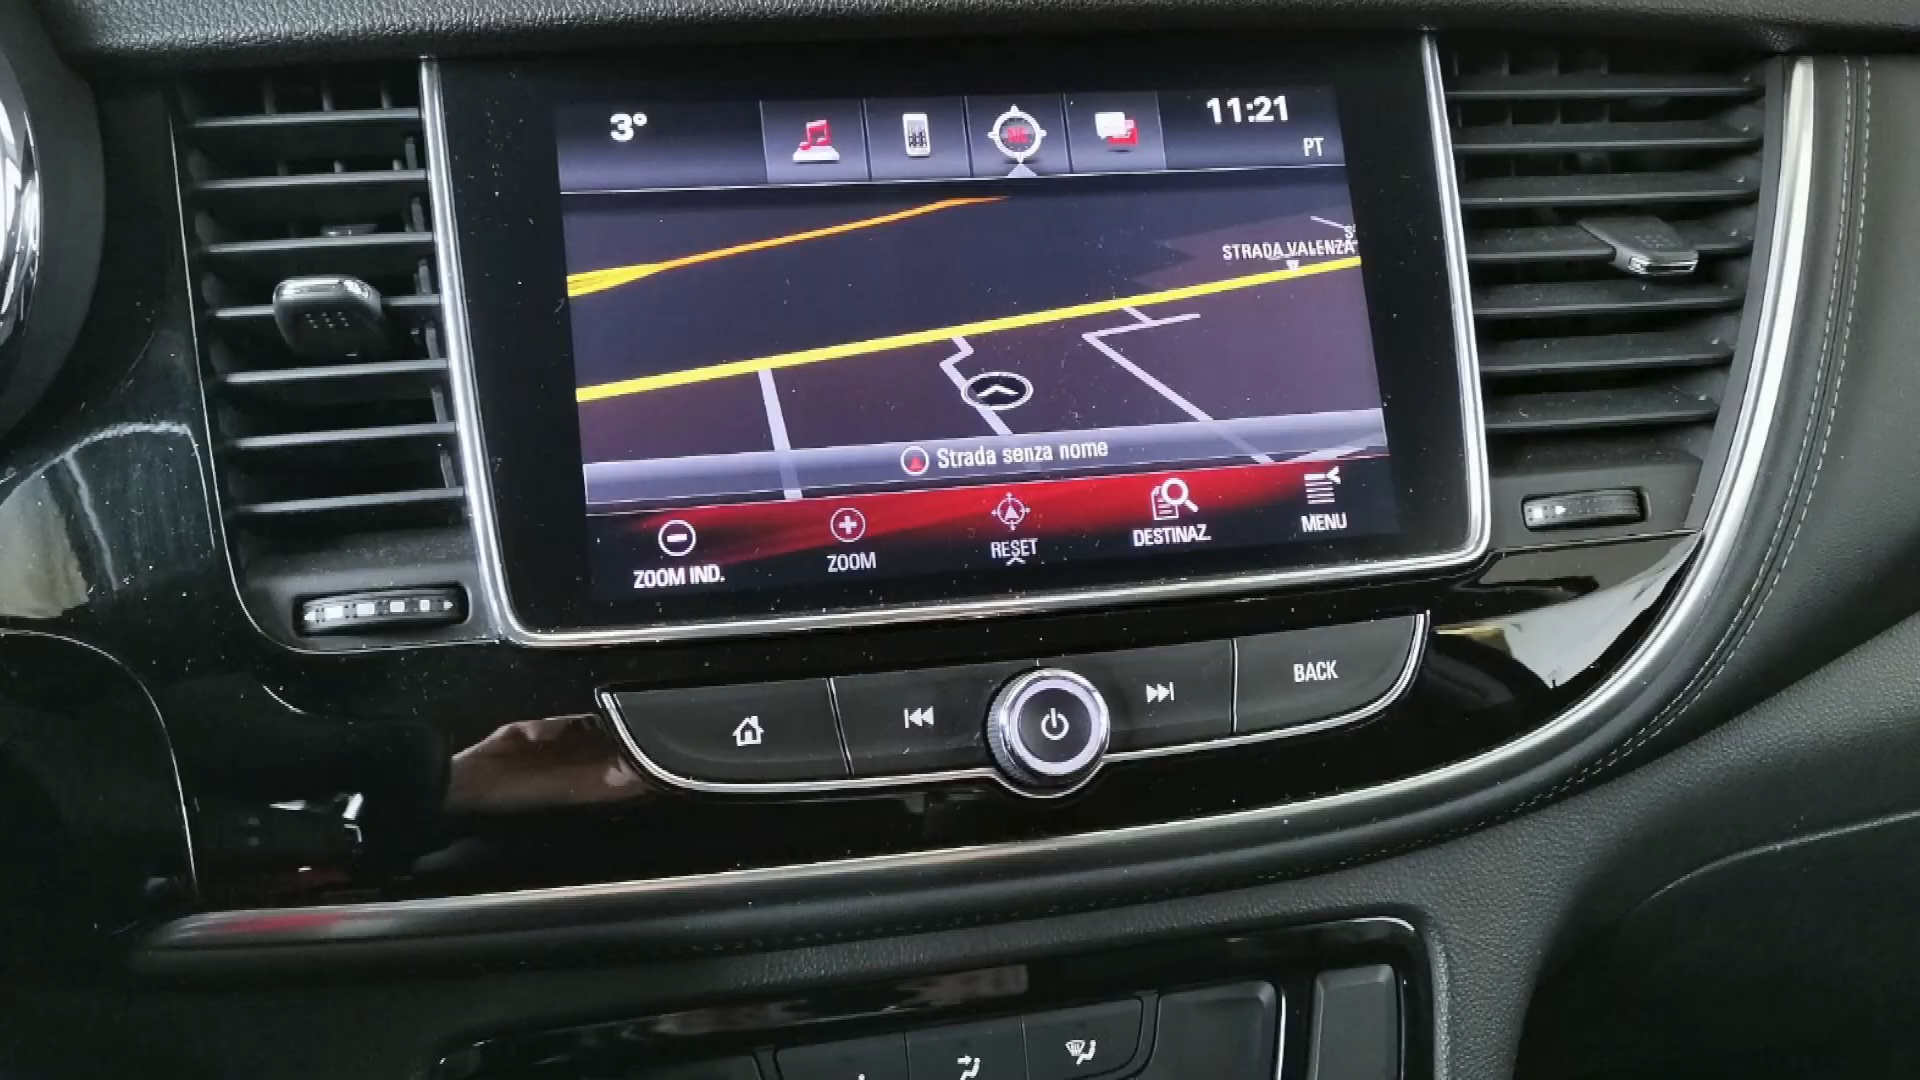 3°
11:21
PT
STRADA VALENZA
Strada senza nome
ZOOM IND.
ZOOM
RESET
DESTINAZ.
MENU
BACK